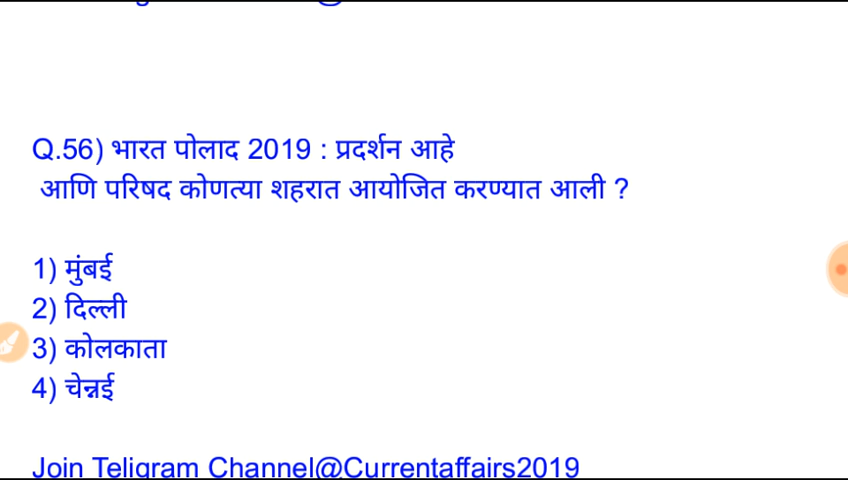 Q.56) भारत पोलाद 2019 : प्रदर्शन आहे
आणि परिषद कोणत्या शहरात आयोजित करण्यात आली ?
1) मुंबई
2) दिल्ली
3) कोलकाता
4) चेन्नई
Join Teligram Channel@Currentaffairs2019